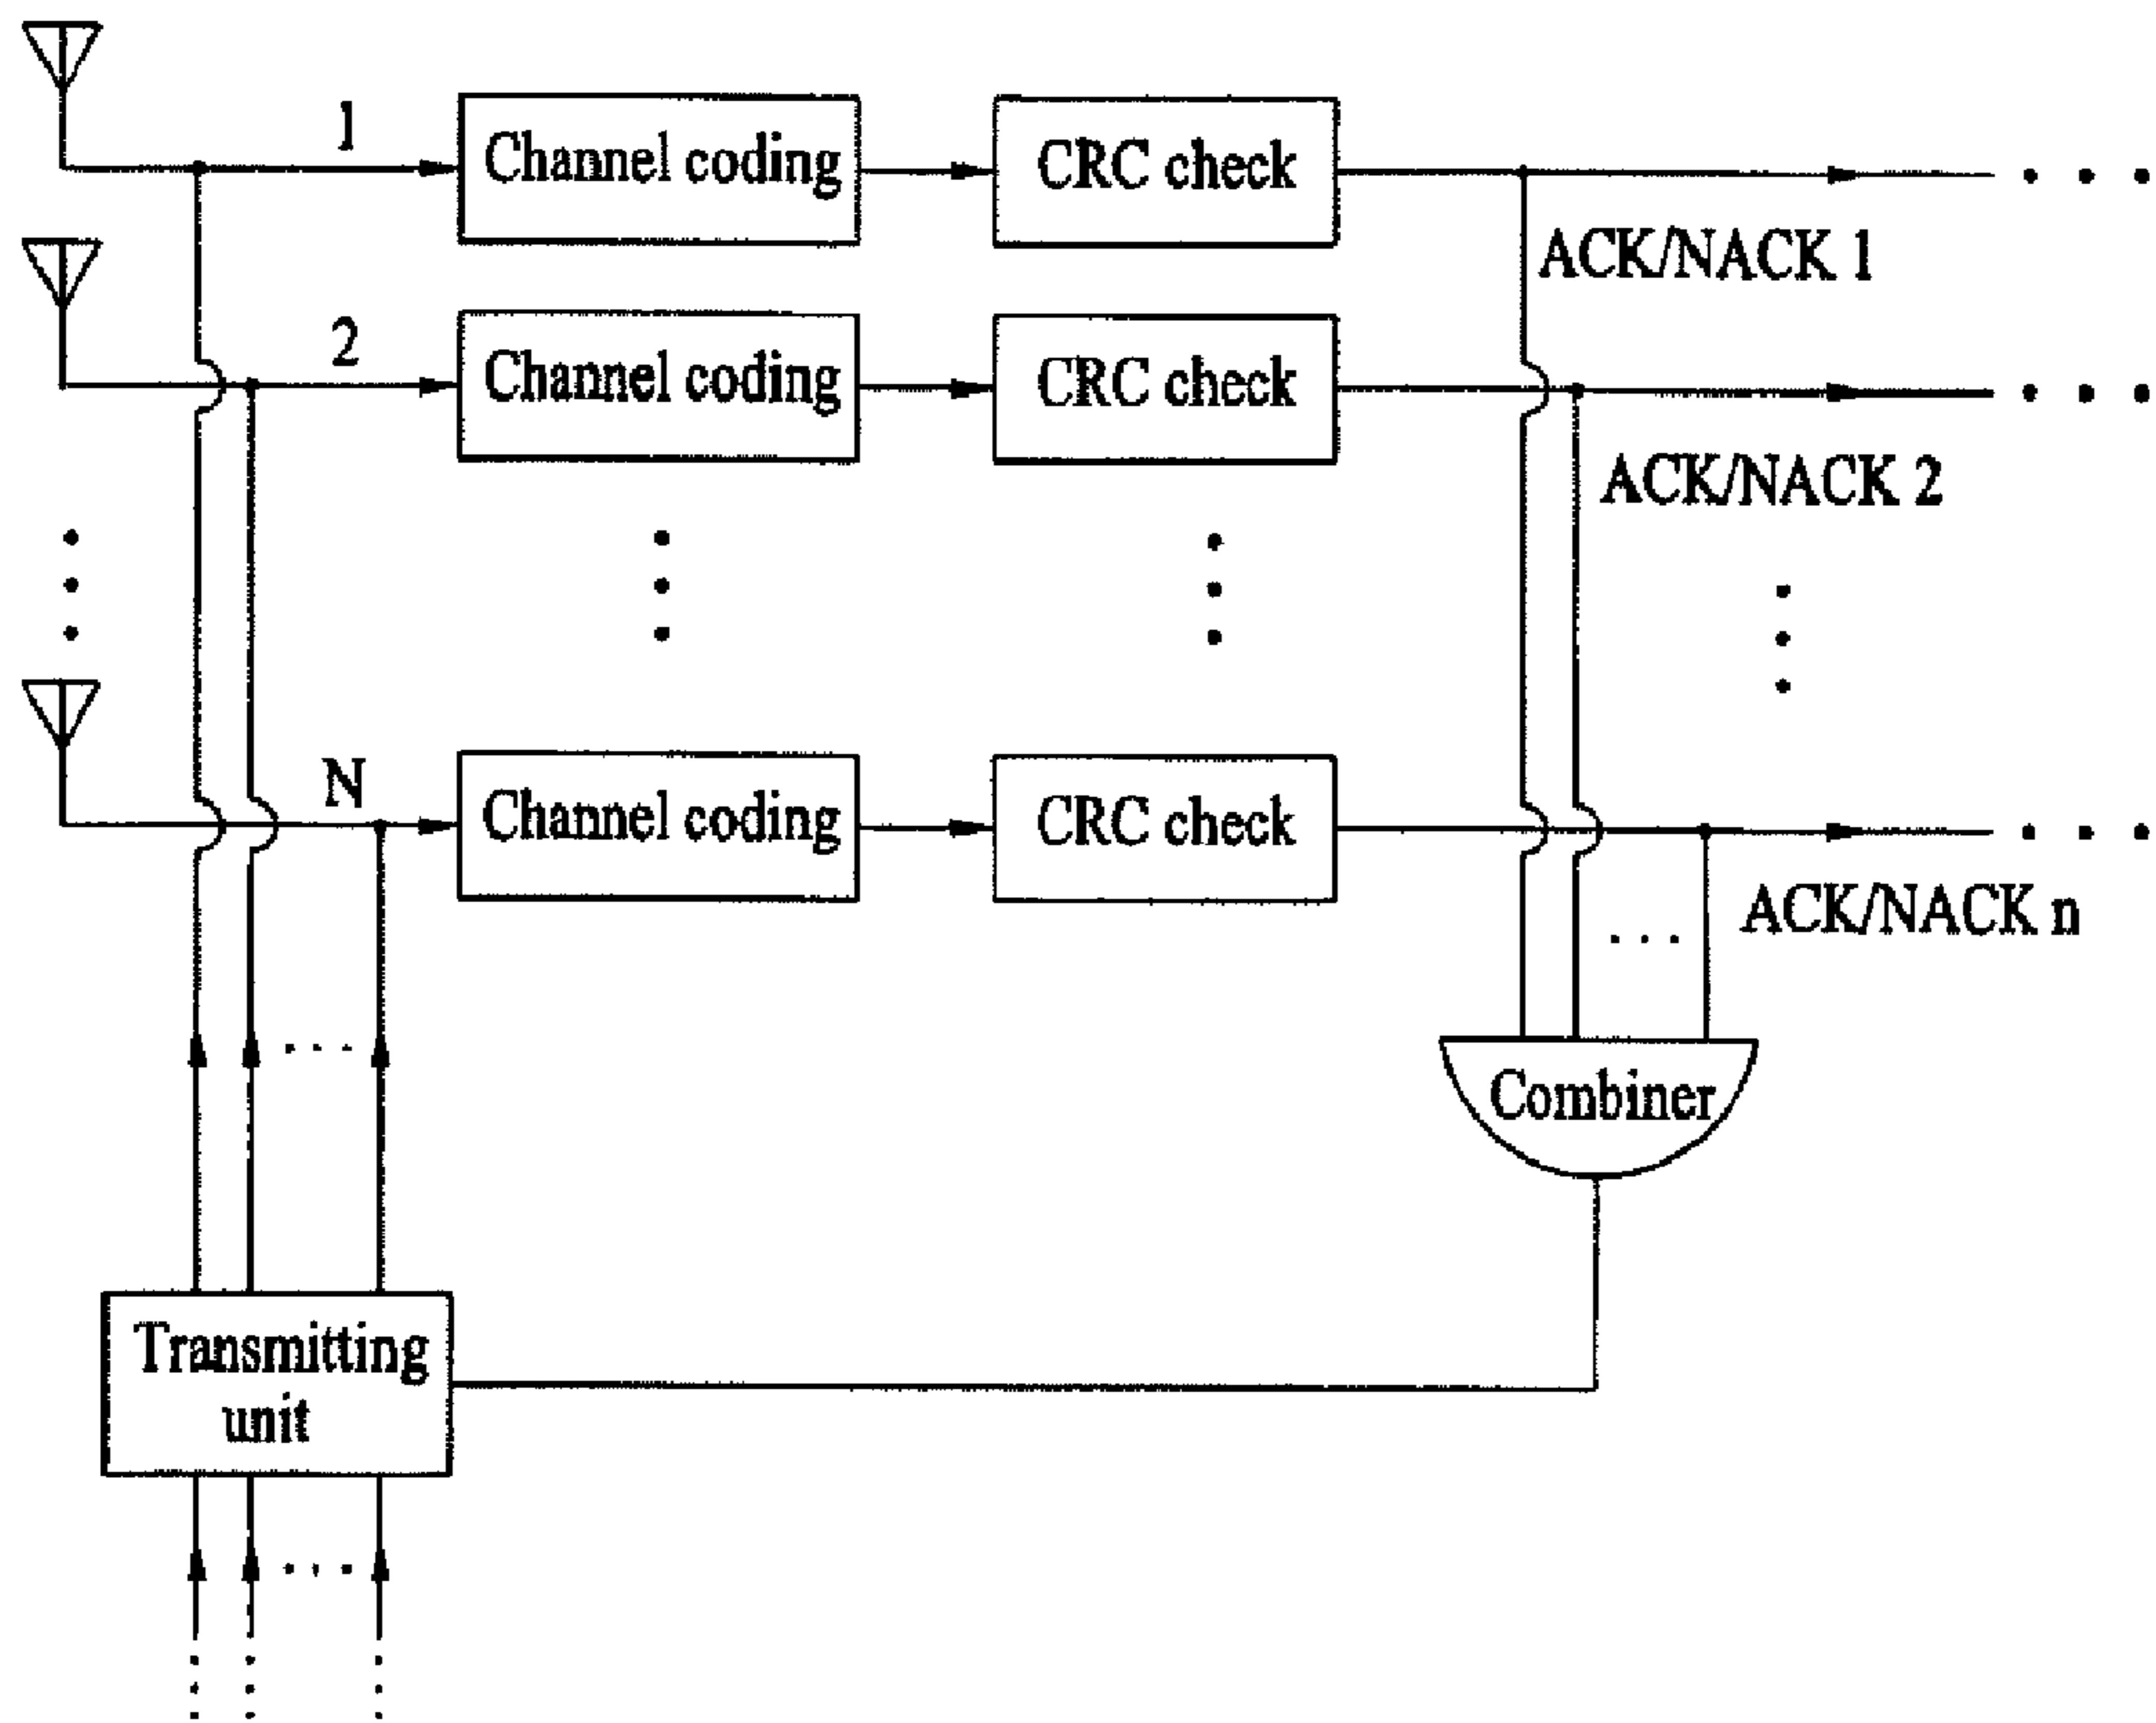 1
Channel coding
CRC check
ACK/NACK 1
2
Channel coding
CRC check
ACK/NACK 2
N
Channel coding
CRC check
ACK/NACK n
Combiner
Transmitting
unit